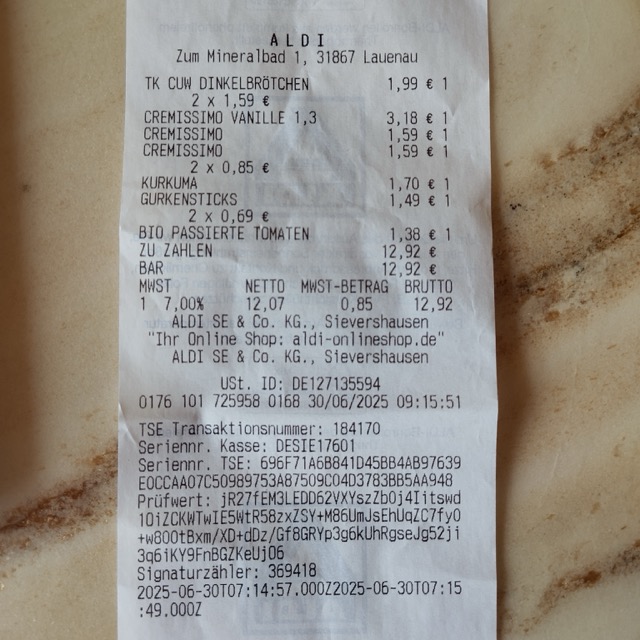 ALDI
Zum Mineralbad 1, 31867 Lauenau
TK CUW DINKELBRÖTCHEN 1,99 € 1
2 x 1,59 €
CREMISSIMO VANILLE 1,3 3,18 € 1
CREMISSIMO 1,59 € 1
CREMISSIMO 1,59 € 1
2 x 0,85 €
KURKUMA 1,70 € 1
GURKENSTICKS 1,49 € 1
2 x 0,69 €
BIO PASSIERTE TOMATEN 1,38 € 1
ZU ZAHLEN 12,92 €
BAR 12,92 €
MWST NETTO MWST-BETRAG BRUTTO
1 7,00% 12,07 0,85 12,92
ALDI SE & Co. KG., Sievershausen
"Ihr Online Shop: aldi-onlineshop.de"
ALDI SE & Co. KG., Sievershausen
USt. ID: DE127135594
0176 101 725958 0168 30/06/2025 09:15:51
TSE Transaktionsnummer: 184170
Seriennr. Kasse: DESIE17601
Seriennr. TSE: 696F71A6B841D45BB4AB97639
E0CCAA07C50989753A87509C04D3783BB5AA948
Prüfwert: jR27fEM3LEDD62VXYszZb0j4Iitswd
10iZCKWTwIE5WtR58zxZSY+M86UmJsEhUqZC7fy0
+w800tBxm/XD+dDz/Gf8GRYp3g6kUhRgseJg52ji
3q6iKY9FnBGZKeUj06
Signaturzähler: 369418
2025-06-30T07:14:57.000Z2025-06-30T07:15
:49.000Z